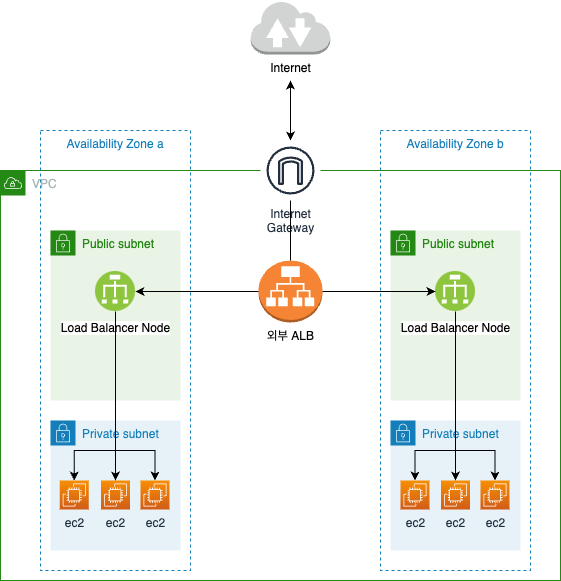 Internet
Availability Zone a
Availability Zone b
VPC
Internet
Gateway
Public subnet
Public subnet
Load Balancer Node
Load Balancer Node
외부 ALB
Private subnet
Private subnet
ec2 ec2 ec2
ec2 ec2 ec2